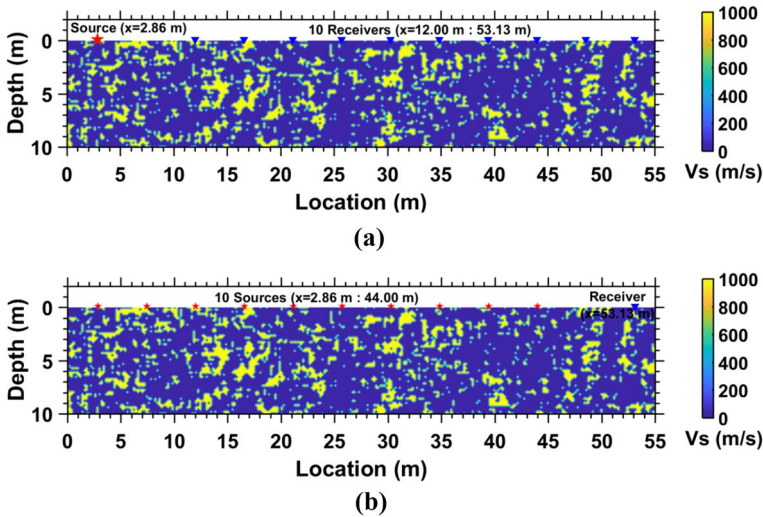 Source (x=2.86 m)
10 Receivers (x=12.00 m : 53.13 m)
Depth (m)
0
5
10
0 5 10 15 20 25 30 35 40 45 50 55
Location (m)
1000
800
600
400
200
0
Vs (m/s)
(a)
10 Sources (x=2.86 m : 44.00 m)
Receiver
(x=53.13 m)
Depth (m)
0
5
10
0 5 10 15 20 25 30 35 40 45 50 55
Location (m)
1000
800
600
400
200
0
Vs (m/s)
(b)